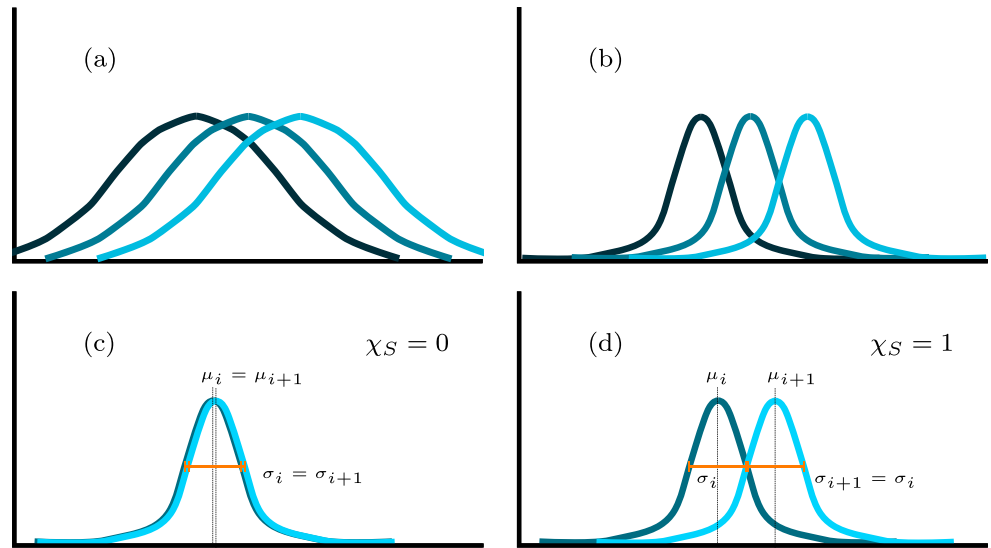 (a)
(b)
(c)
χ_S = 0
μ_i = μ_{i+1}
σ_i = σ_{i+1}
(d)
χ_S = 1
μ_i μ_{i+1}
σ_i σ_{i+1} = σ_i